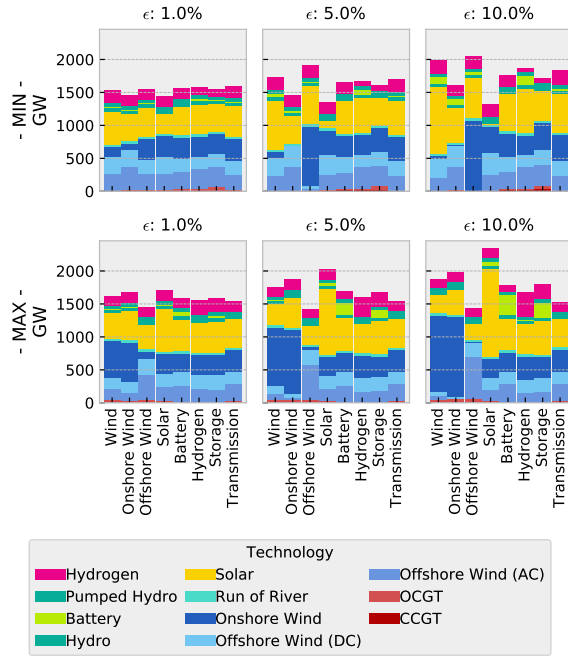 ϵ: 1.0%
ϵ: 5.0%
ϵ: 10.0%
- MIN -
GW
2000
1500
1000
500
0
ϵ: 1.0%
ϵ: 5.0%
ϵ: 10.0%
- MAX -
GW
2000
1500
1000
500
0
Wind
Onshore Wind
Offshore Wind
Solar
Battery
Hydrogen
Storage
Transmission
Wind
Onshore Wind
Offshore Wind
Solar
Battery
Hydrogen
Storage
Transmission
Wind
Onshore Wind
Offshore Wind
Solar
Battery
Hydrogen
Storage
Transmission
Technology
Hydrogen
Pumped Hydro
Battery
Hydro
Solar
Run of River
Onshore Wind
Offshore Wind (DC)
Offshore Wind (AC)
OCGT
CCGT